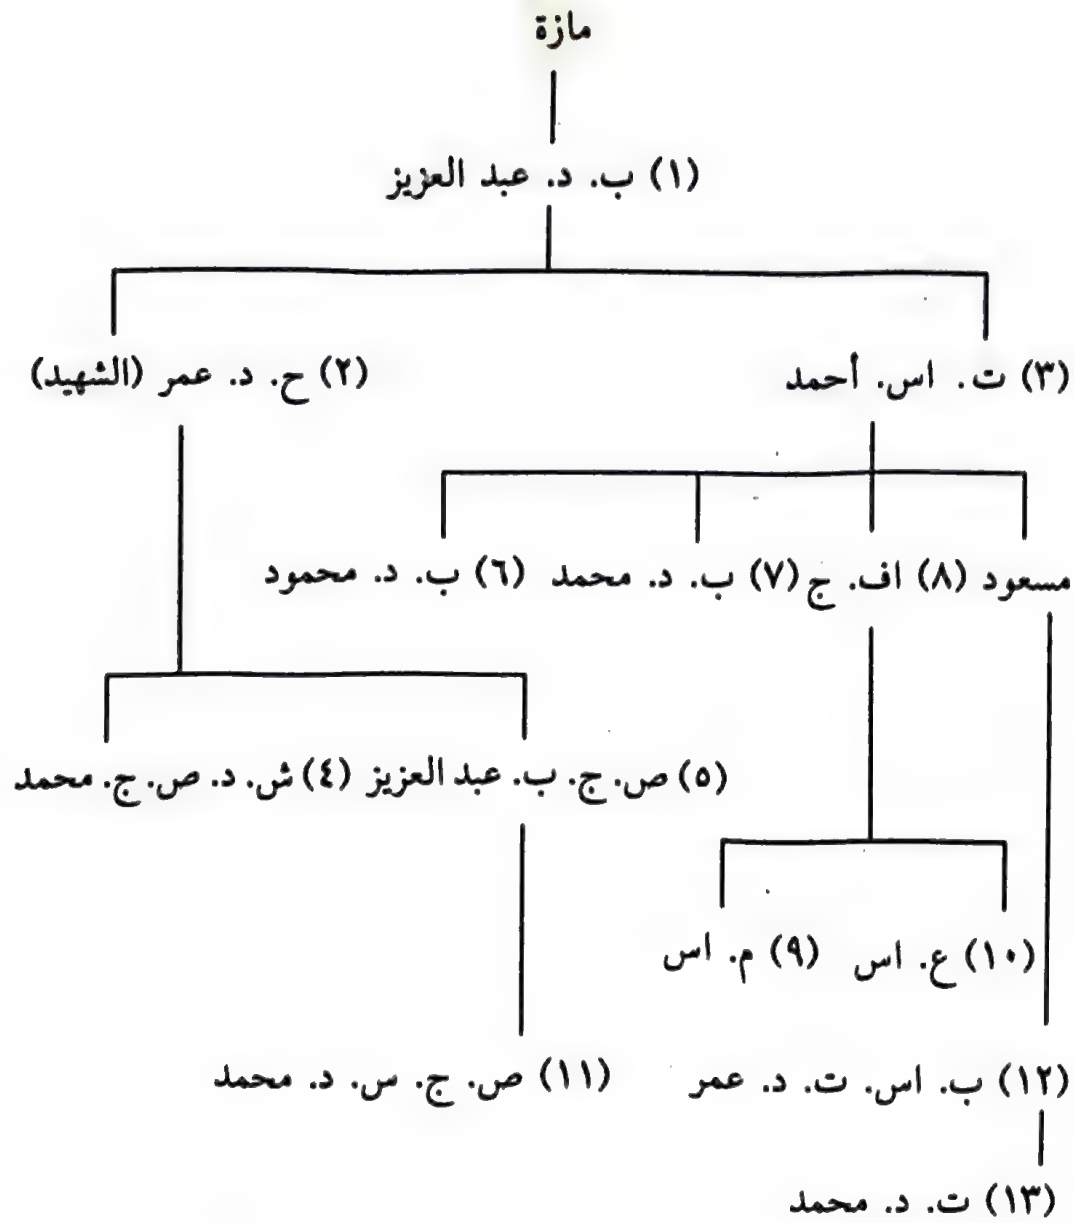 مازة
(١) ب. د. عبد العزيز
(٣) ت. اس. أحمد (٢) ح. د. عمر (الشهيد)
مسعود (٨) اف. ج (٧) ب. د. محمد (٦) ب. د. محمود
(٥) ص. ج. ب. عبد العزيز (٤) ش. د. ص. ج. محمد
(١٠) ع. اس (٩) م. اس
(١٢) ب. اس. ت. د. عمر (١١) ص. ج. س. د. محمد
(١٣) ت. د. محمد